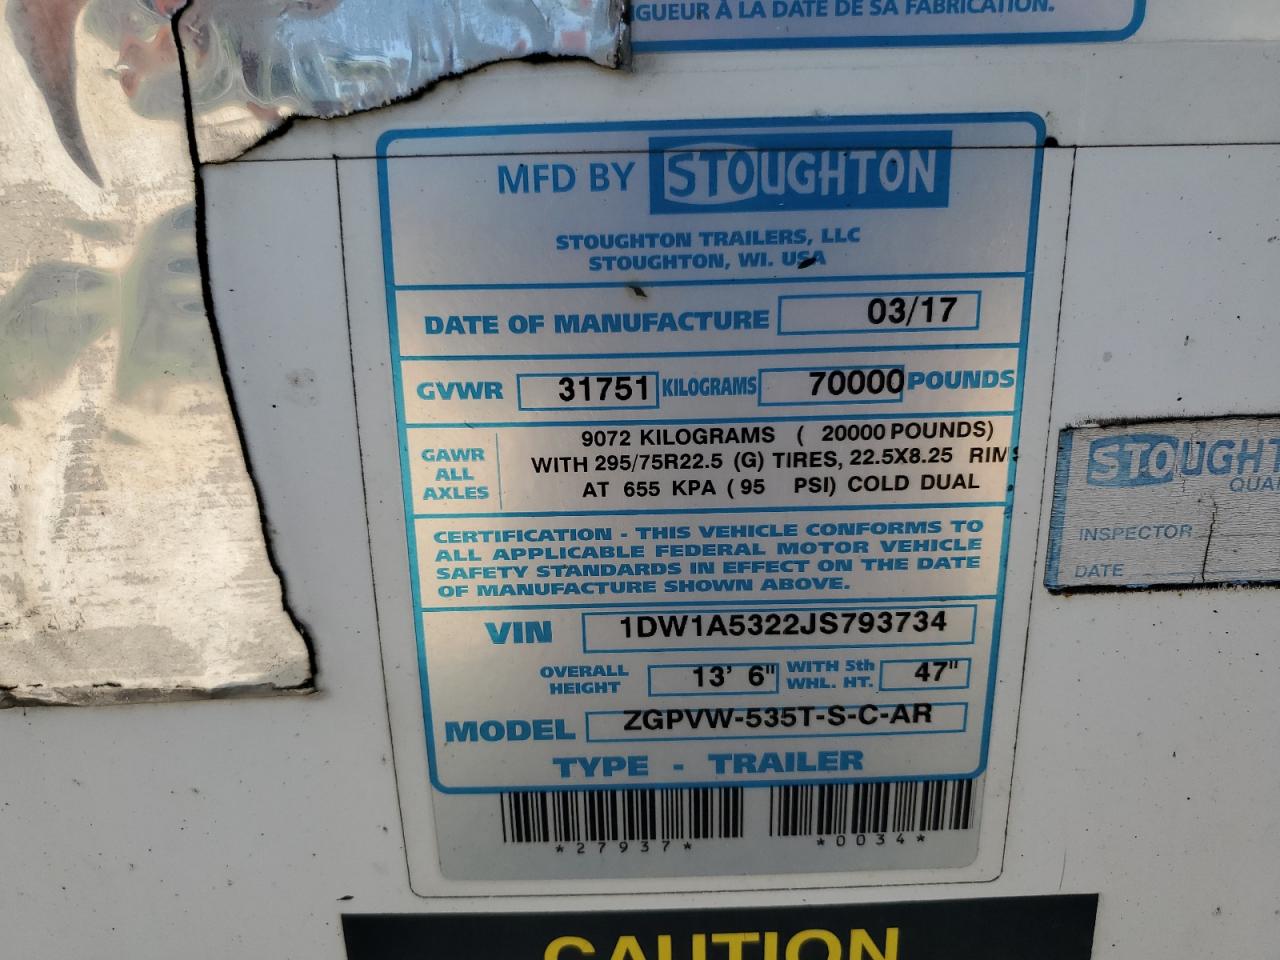 GUEUR À LA DATE DE SA FABRICATION.
MFD BY STOUGHTON
STOUGHTON TRAILERS, LLC
STOUGHTON, WI. USA
DATE OF MANUFACTURE 03/17
GVWR 31751 KILOGRAMS 70000 POUNDS
GAWR ALL AXLES
9072 KILOGRAMS ( 20000 POUNDS)
WITH 295/75R22.5 (G) TIRES, 22.5X8.25 RIMS
AT 655 KPA ( 95 PSI) COLD DUAL
CERTIFICATION - THIS VEHICLE CONFORMS TO
ALL APPLICABLE FEDERAL MOTOR VEHICLE
SAFETY STANDARDS IN EFFECT ON THE DATE
OF MANUFACTURE SHOWN ABOVE.
VIN 1DW1A5322JS793734
OVERALL HEIGHT 13' 6" WITH 5th WHL. HT. 47"
MODEL ZGPVW-535T-S-C-AR
TYPE - TRAILER
*27937* *0034*
STOUGHT
QUA
INSPECTOR
DATE
CAUTION